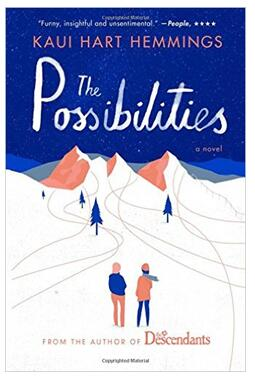 "Funny, insightful and unsentimental." —People, ★★★★
KAUI HART HEMMINGS
The
Possibilities
a novel
FROM THE AUTHOR OF The Descendants